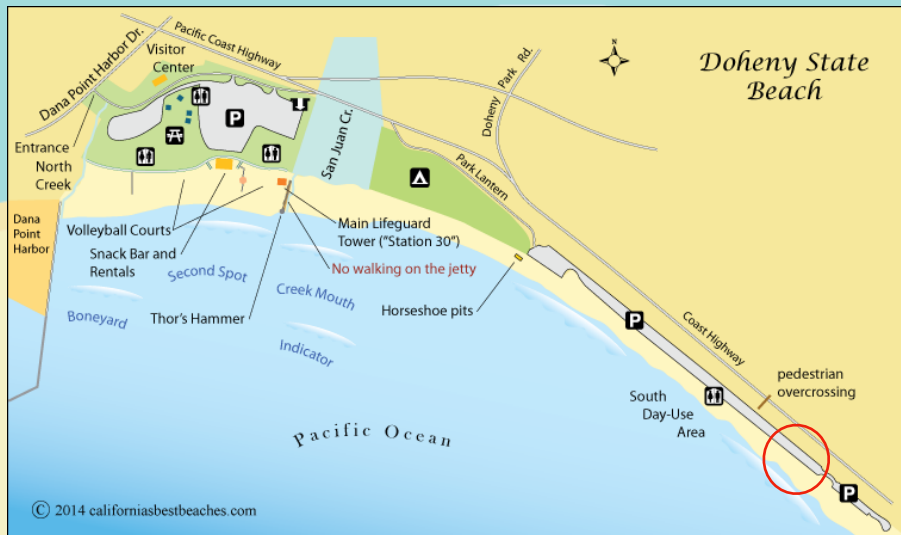 Doheny State
Beach
N
Pacific Coast Highway
Dana Point Harbor Dr.
Visitor
Center
P
Doheny Park Rd.
San Juan Cr.
Park Lantern
Entrance
North
Creek
Dana
Point
Harbor
Volleyball Courts
Snack Bar and
Rentals
Main Lifeguard
Tower ("Station 30")
No walking on the jetty
Second Spot
Creek Mouth
Boneyard
Thor's Hammer
Indicator
Horseshoe pits
P
Coast Highway
pedestrian
overcrossing
South
Day-Use
Area
Pacific Ocean
P
© 2014 californiasbestbeaches.com